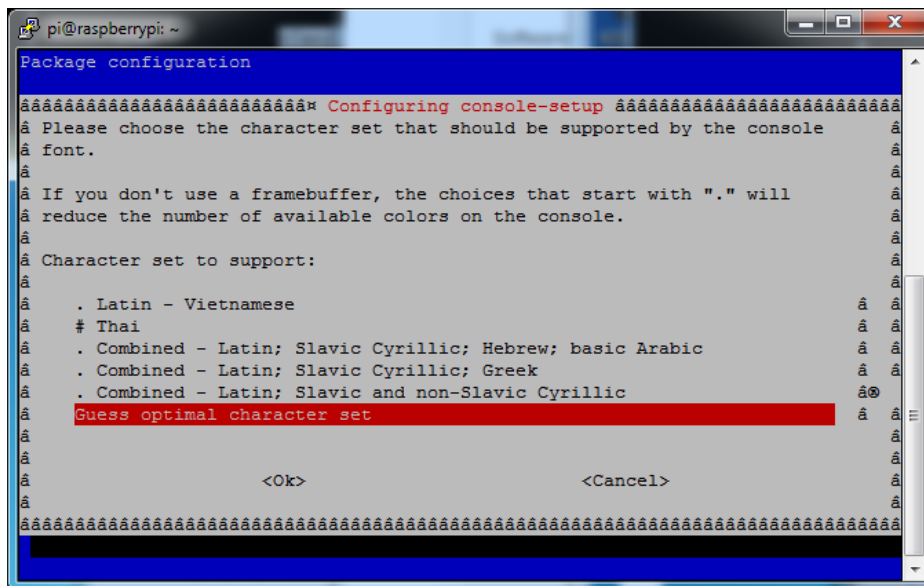 pi@raspberrypi: ~
Package configuration
ââââââââââââââââââââââââââ¤ Configuring console-setup ââââââââââââââââââââââââââ
â Please choose the character set that should be supported by the console â
â font. â
â â
â If you don't use a framebuffer, the choices that start with "." will â
â reduce the number of available colors on the console. â
â â
â Character set to support: â
â â
â . Latin - Vietnamese â â
â # Thai â â
â . Combined - Latin; Slavic Cyrillic; Hebrew; basic Arabic â â
â . Combined - Latin; Slavic Cyrillic; Greek â â
â . Combined - Latin; Slavic and non-Slavic Cyrillic â®
â Guess optimal character set â â
â â
â â
â <Ok> <Cancel> â
â â
ââââââââââââââââââââââââââââââââââââââââââââââââââââââââââââââââââââââââââââââââ